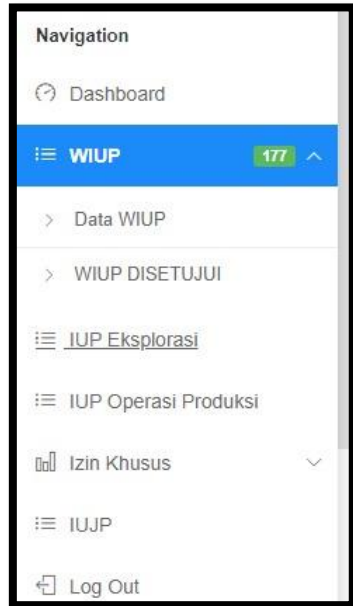 Navigation
Dashboard
WIUP 177
Data WIUP
WIUP DISETUJUI
IUP Eksplorasi
IUP Operasi Produksi
Izin Khusus
IUJP
Log Out